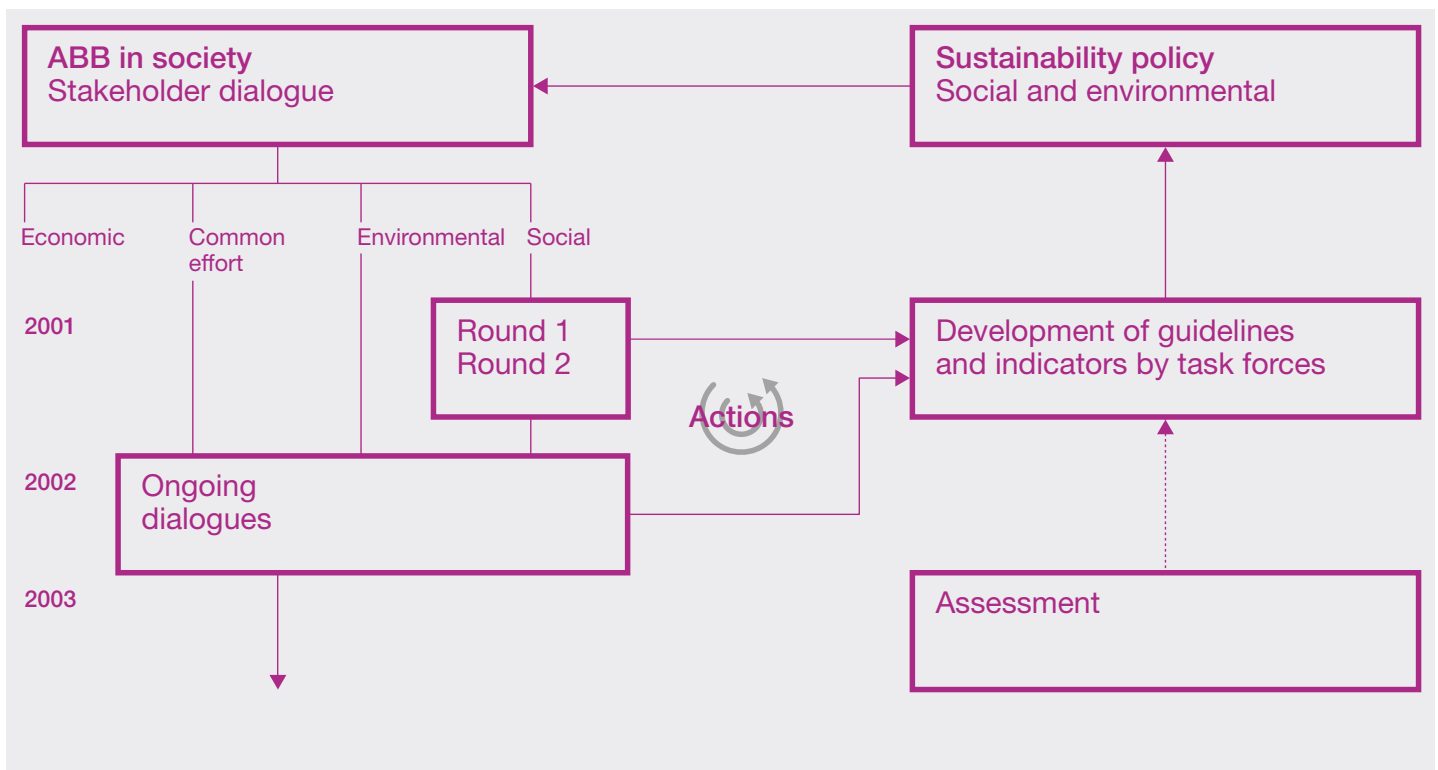 ABB in society
Stakeholder dialogue
Sustainability policy
Social and environmental
Economic
Common
effort
Environmental
Social
2001
Round 1
Round 2
Development of guidelines
and indicators by task forces
Actions
2002
Ongoing
dialogues
2003
Assessment